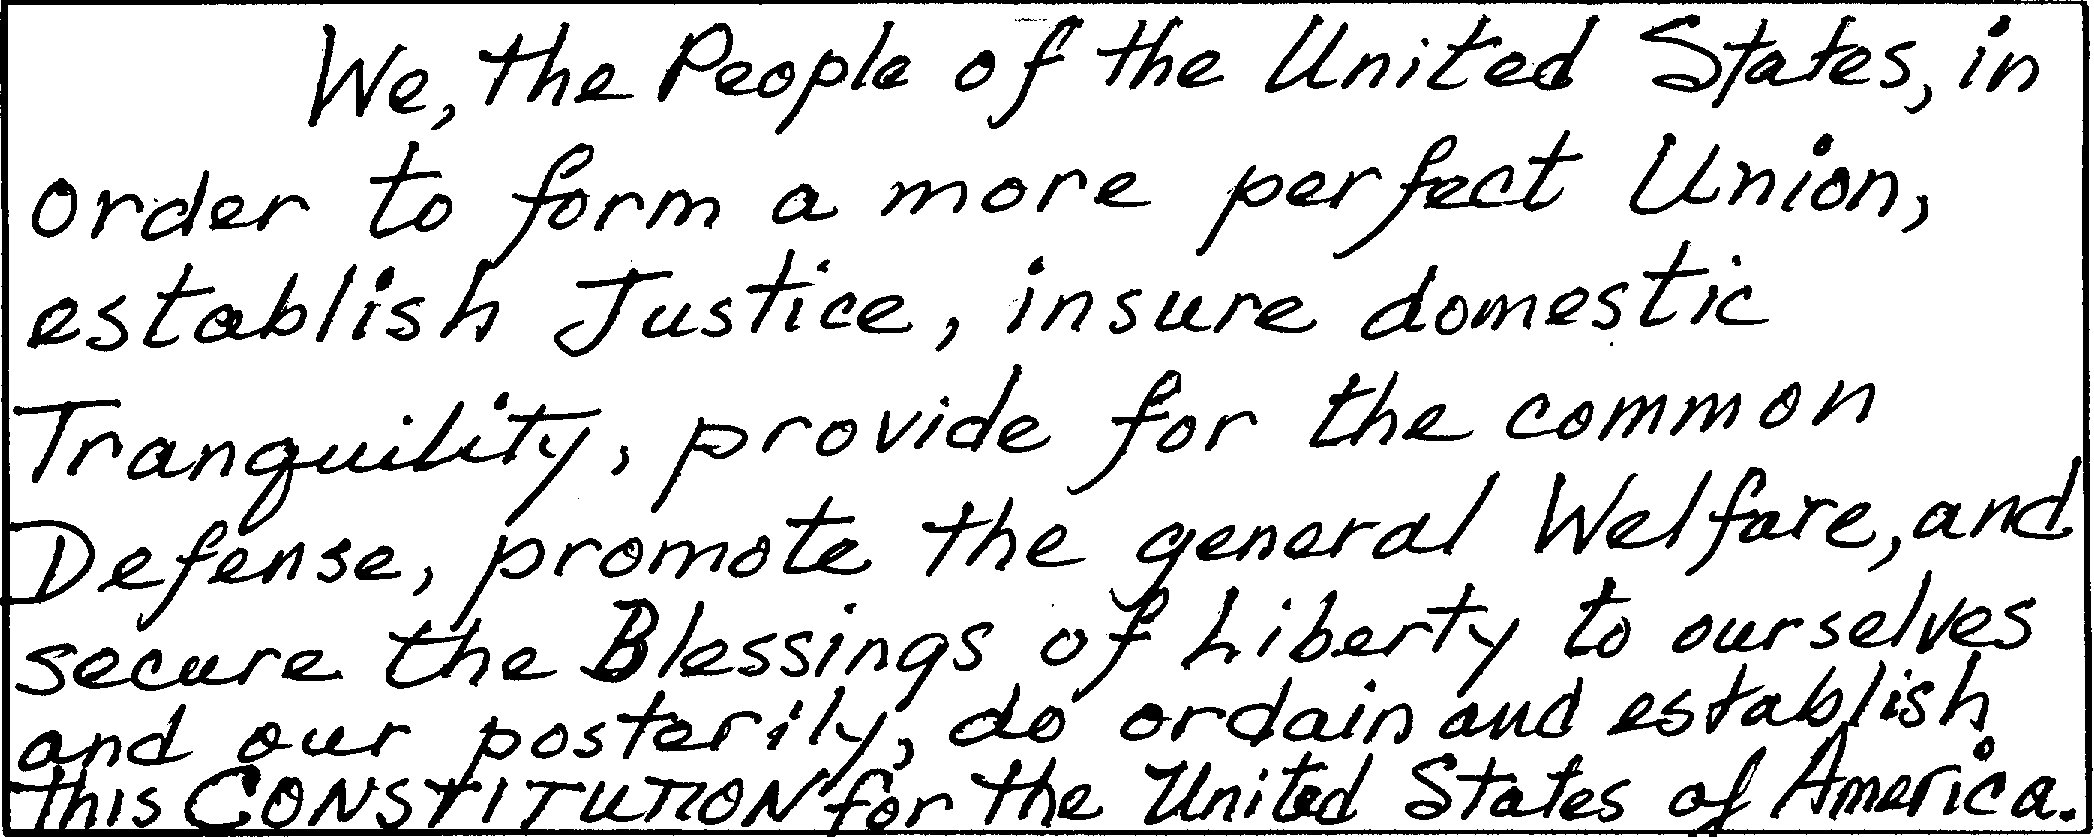 We, the People of the United States, in
order to form a more perfect Union,
establish Justice, insure domestic
Tranquility, provide for the common
Defense, promote the general Welfare, and
secure the Blessings of Liberty to ourselves
and our posterily, do ordain and establish
this CONSTITUTION for the United States of America.